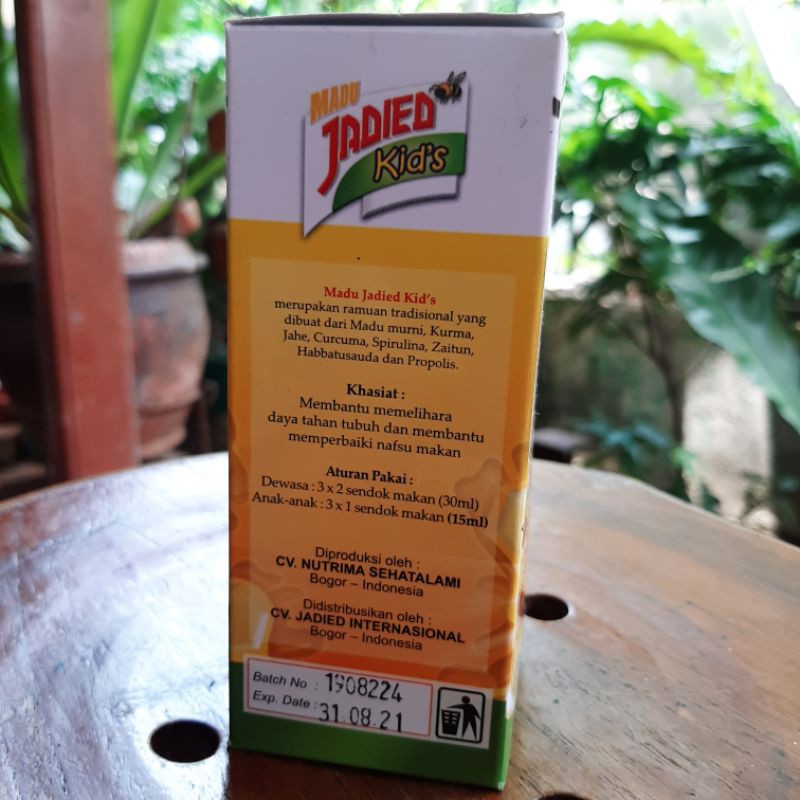 MADU
JADIED
Kid's
Madu Jadied Kid's
merupakan ramuan tradisional yang
dibuat dari Madu murni, Kurma,
Jahe, Curcuma, Spirulina, Zaitun,
Habbatusauda dan Propolis.
Khasiat :
Membantu memelihara
daya tahan tubuh dan membantu
memperbaiki nafsu makan
Aturan Pakai :
Dewasa : 3 x 2 sendok makan (30ml)
Anak-anak : 3 x 1 sendok makan (15ml)
Diproduksi oleh :
CV. NUTRIMA SEHATALAMI
Bogor – Indonesia
Didistribusikan oleh :
CV. JADIED INTERNASIONAL
Bogor – Indonesia
Batch No : 1908224
Exp. Date : 31.08.21